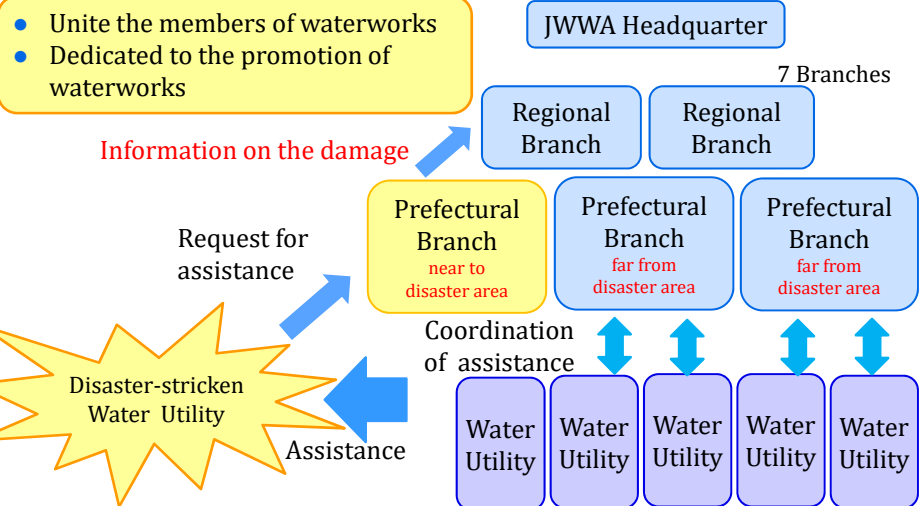 ● Unite the members of waterworks
● Dedicated to the promotion of
waterworks
JWWA Headquarter
7 Branches
Regional
Branch
Regional
Branch
Information on the damage
Prefectural
Branch
near to
disaster area
Prefectural
Branch
far from
disaster area
Prefectural
Branch
far from
disaster area
Request for
assistance
Coordination
of assistance
Disaster-stricken
Water Utility
Assistance
Water
Utility
Water
Utility
Water
Utility
Water
Utility
Water
Utility